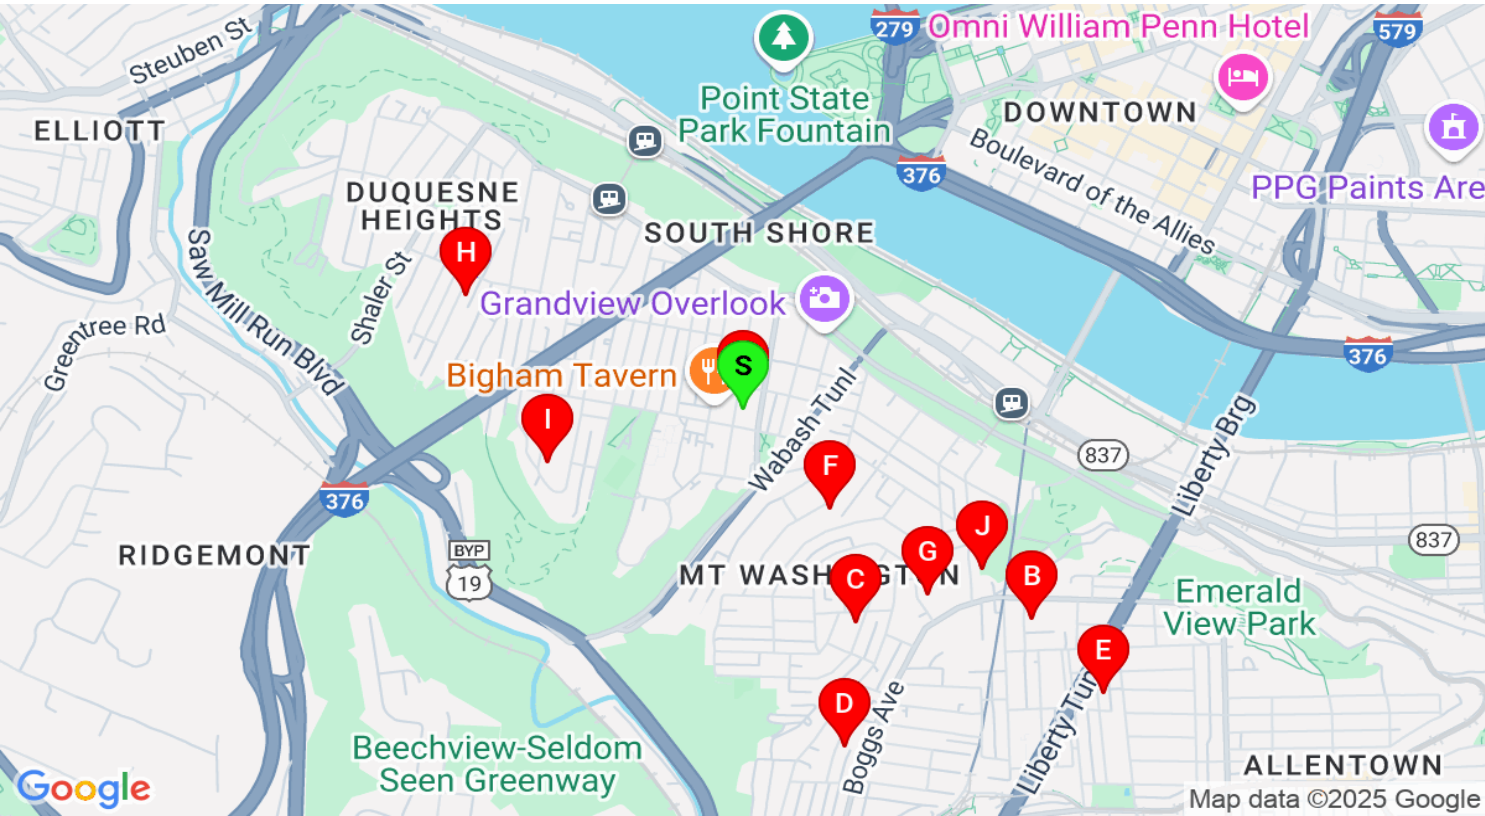 Steuben St
ELLIOTT
279
Omni William Penn Hotel
579
Point State
Park Fountain
DOWNTOWN
Boulevard of the Allies
376
PPG Paints Are
DUQUESNE
HEIGHTS
H
SOUTH SHORE
Saw Mill Run Blvd
Shaler St
Greentree Rd
Grandview Overlook
Bigham Tavern
S
376
I
Wabash Tunl
F
837
Liberty Brg
376
RIDGEMONT
BYP
19
MT WASHINGTON
C
G
J
B
837
Emerald
View Park
E
D
Boggs Ave
Liberty Tun
Beechview-Seldom
Seen Greenway
ALLENTOWN
Google
Map data ©2025 Google